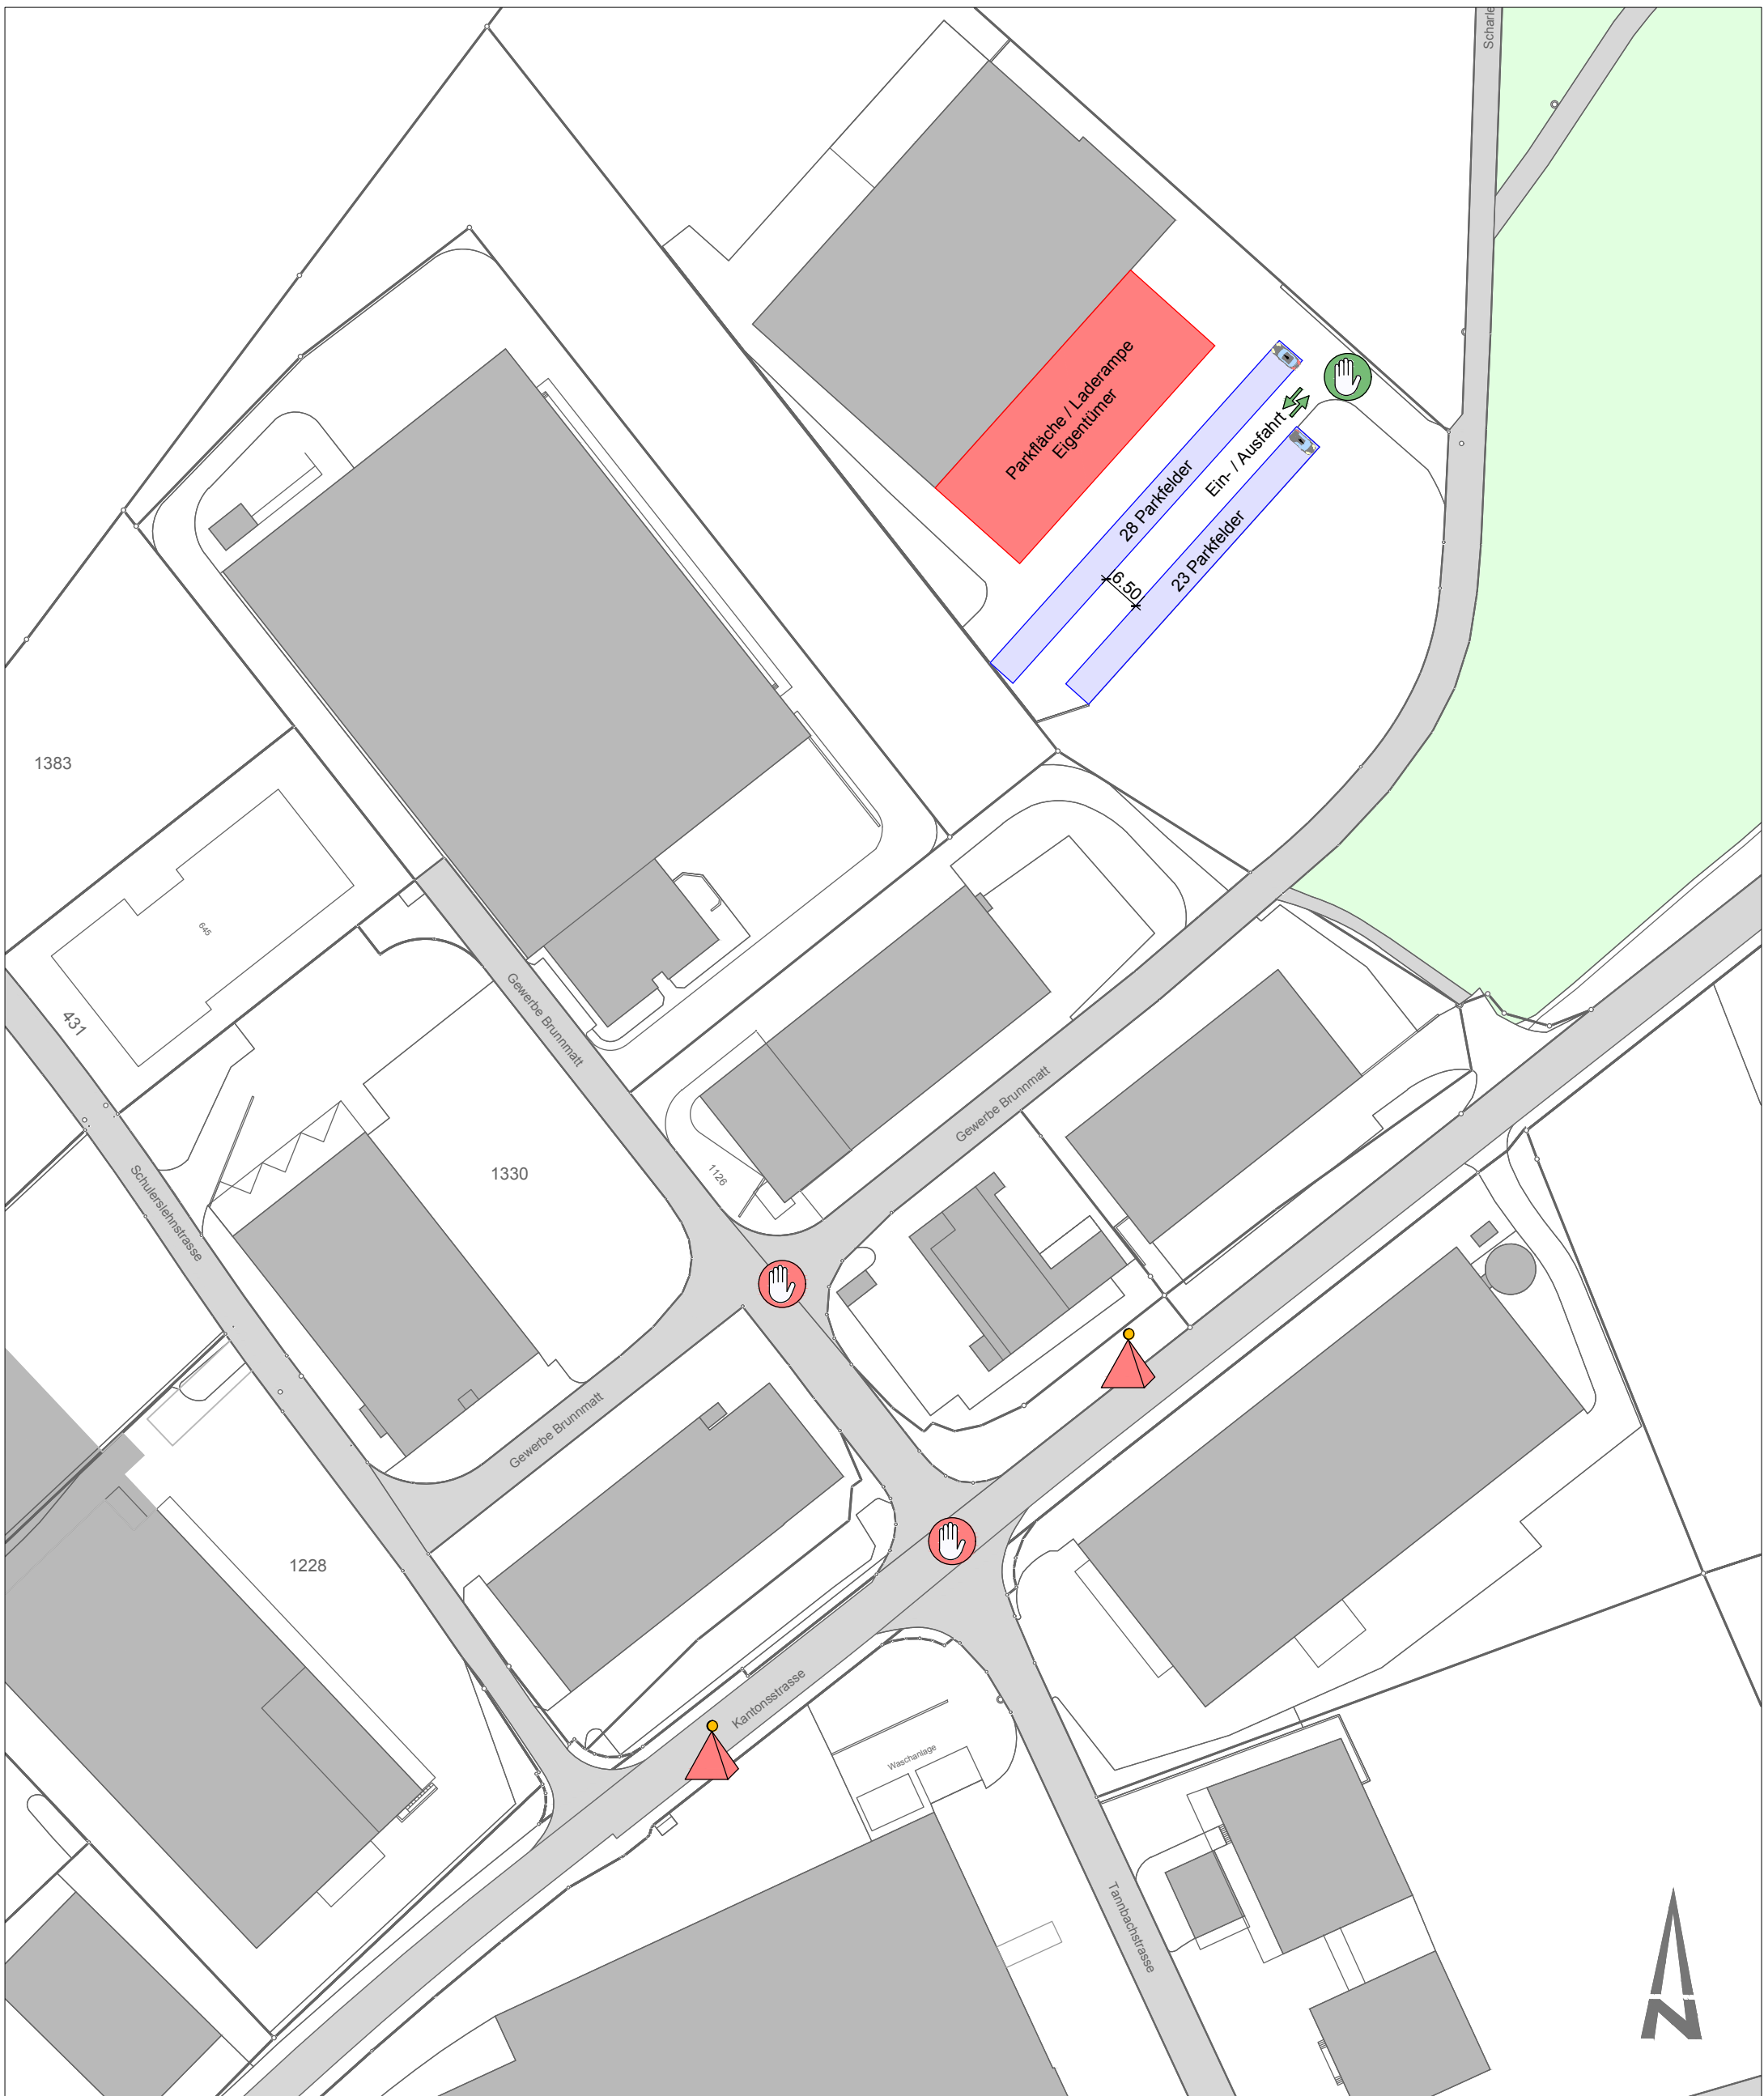 Parkfläche / Laderampe
Eigentümer
28 Parkfelder
Ein- / Ausfahrt
23 Parkfelder
6.50
1383
645
431
Gewerbe Brunnmatt
Gewerbe Brunnmatt
Schulerslehnstrasse
1330
1126
Gewerbe Brunnmatt
1228
Kantonsstrasse
Waschanlage
Tannbachstrasse
N